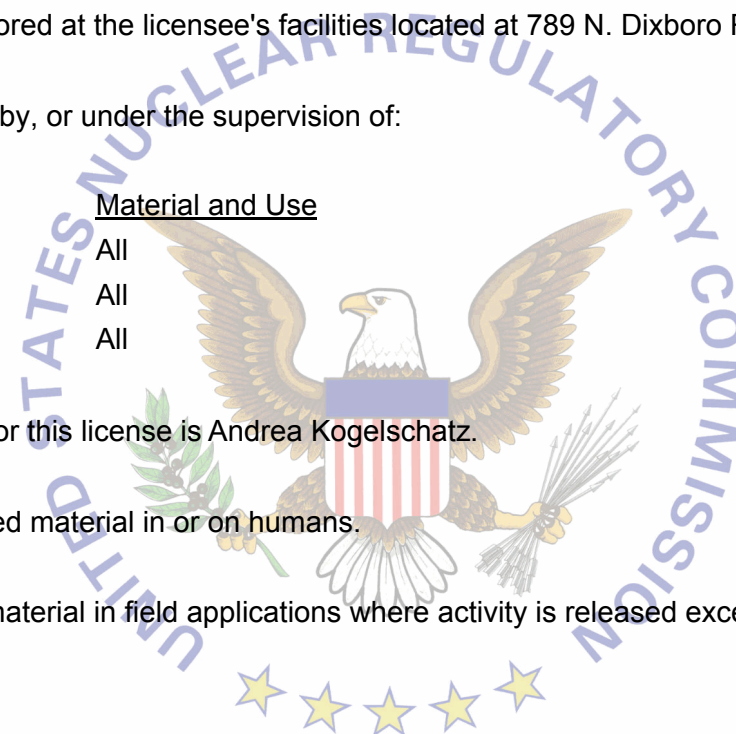 ored at the licensee's facilities located at 789 N. Dixboro
by, or under the supervision of:
Material and Use
All
All
All
or this license is Andrea Kogelschatz.
ed material in or on humans.
material in field applications where activity is released exce
UNITED STATES NUCLEAR REGULATORY COMMISSION